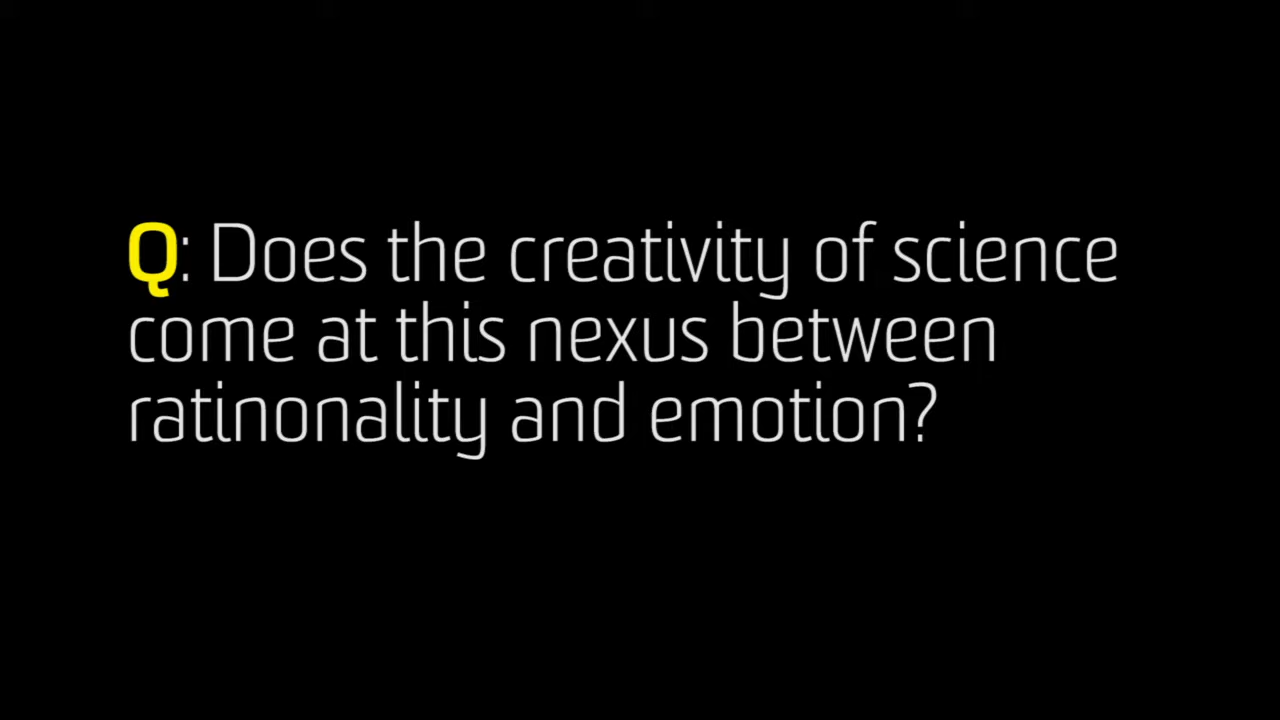 Q: Does the creativity of science
come at this nexus between
ratinonality and emotion?